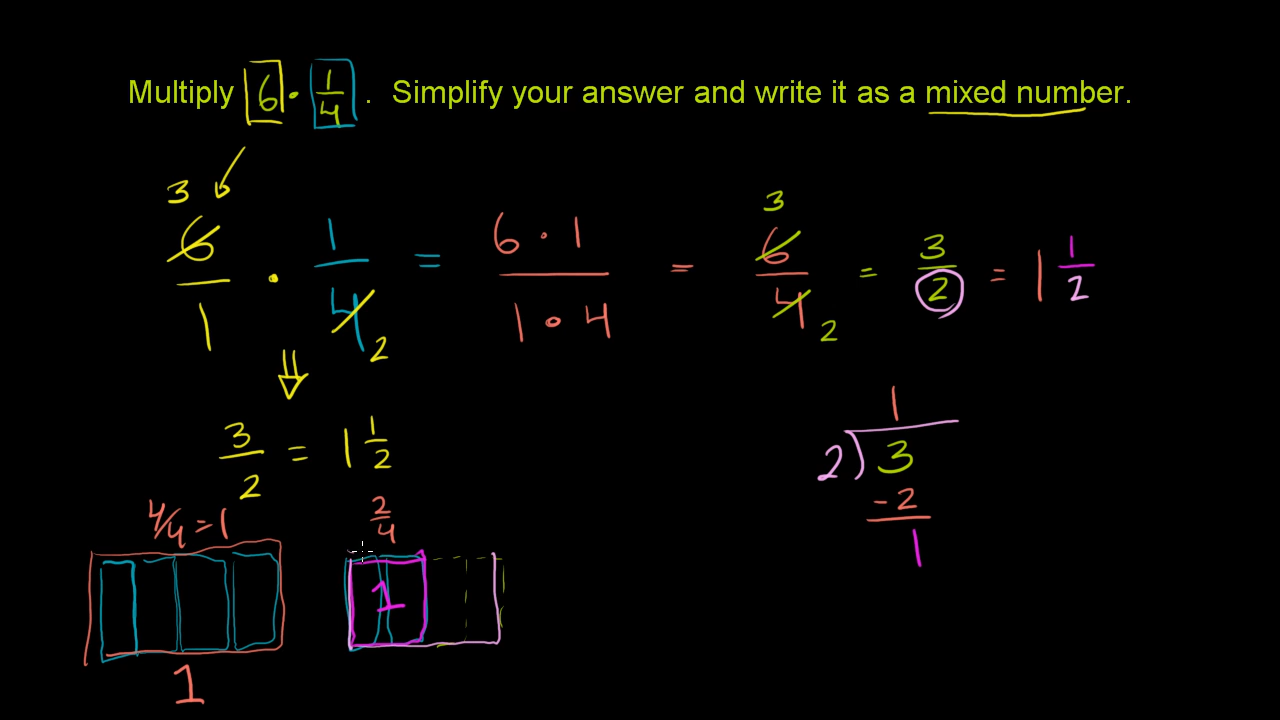 Multiply 6 · 1/4 . Simplify your answer and write it as a mixed number.
3
6/1 · 1/4 = 6 · 1 / 1 · 4 = 6/4 = 3/2 = 1 1/2
2
3
2
3/2 = 1 1/2
1
2 ) 3
- 2
1
4/4 = 1
2/4
1
1